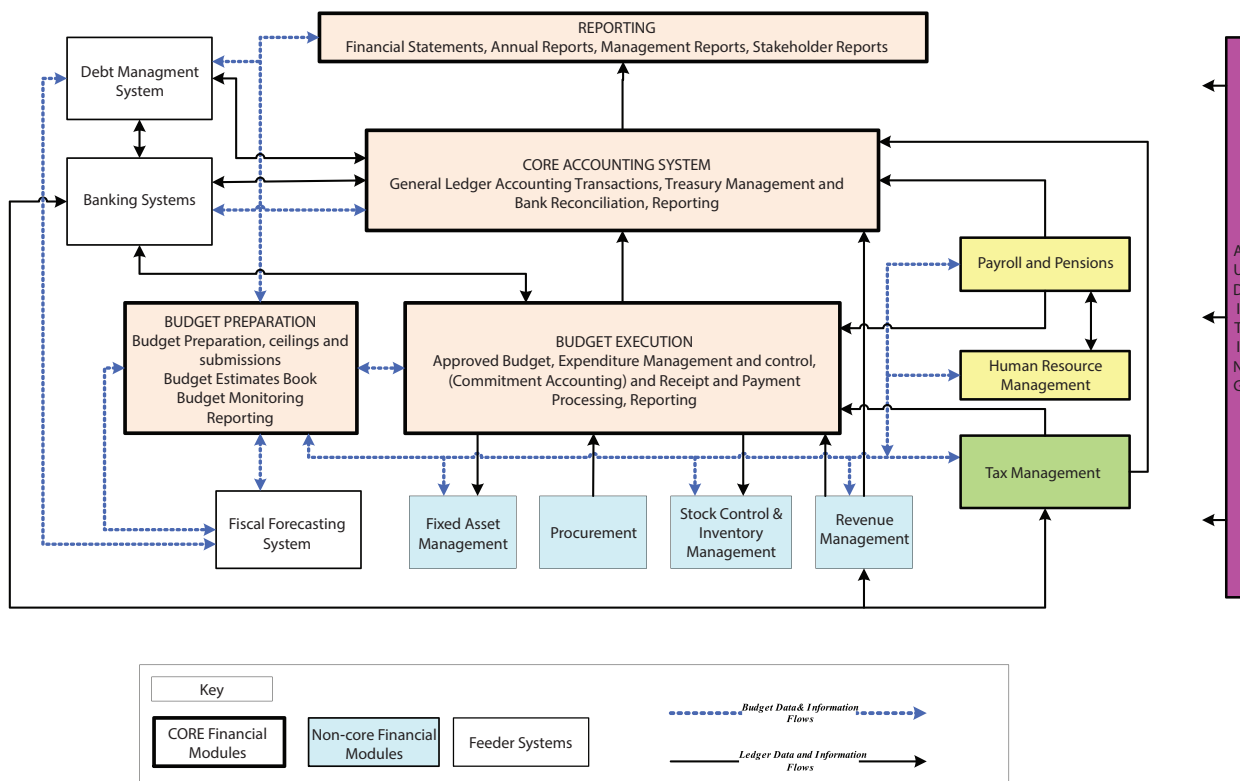 REPORTING
Financial Statements, Annual Reports, Management Reports, Stakeholder Reports
Debt Managment
System
CORE ACCOUNTING SYSTEM
General Ledger Accounting Transactions, Treasury Management and
Bank Reconciliation, Reporting
Banking Systems
Payroll and Pensions
BUDGET PREPARATION
Budget Preparation, ceilings and
submissions
Budget Estimates Book
Budget Monitoring
Reporting
BUDGET EXECUTION
Approved Budget, Expenditure Management and control,
(Commitment Accounting) and Receipt and Payment
Processing, Reporting
Human Resource
Management
Tax Management
Fiscal Forecasting
System
Fixed Asset
Management
Procurement
Stock Control &
Inventory
Management
Revenue
Management
A
U
D
I
T
I
N
G
Key
CORE Financial
Modules
Non-core Financial
Modules
Feeder Systems
Budget Data& Information
Flows
Ledger Data and Information
Flows